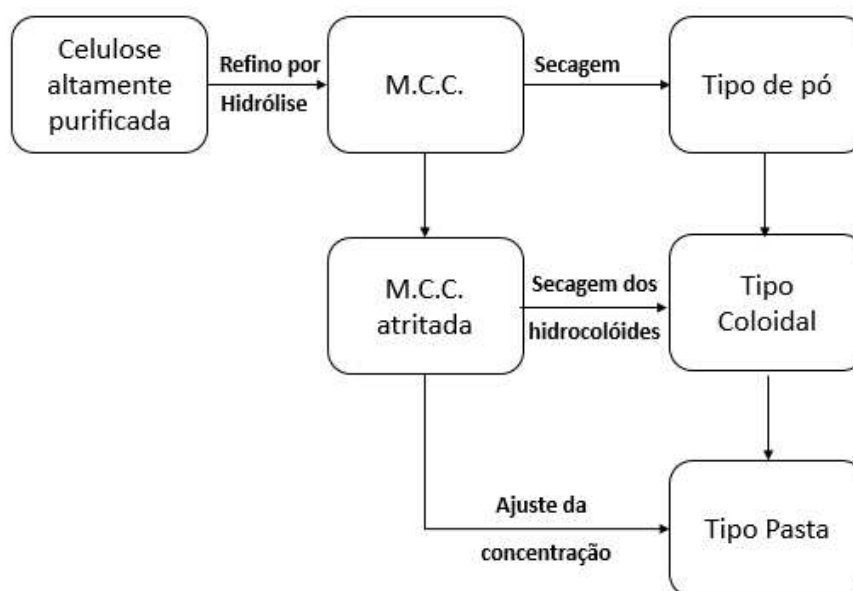 Celulose
altamente
purificada
Refino por
Hidrólise
M.C.C.
Secagem
Tipo de pó
M.C.C.
atritada
Secagem dos
hidrocolóides
Tipo
Coloidal
Ajuste da
concentração
Tipo Pasta